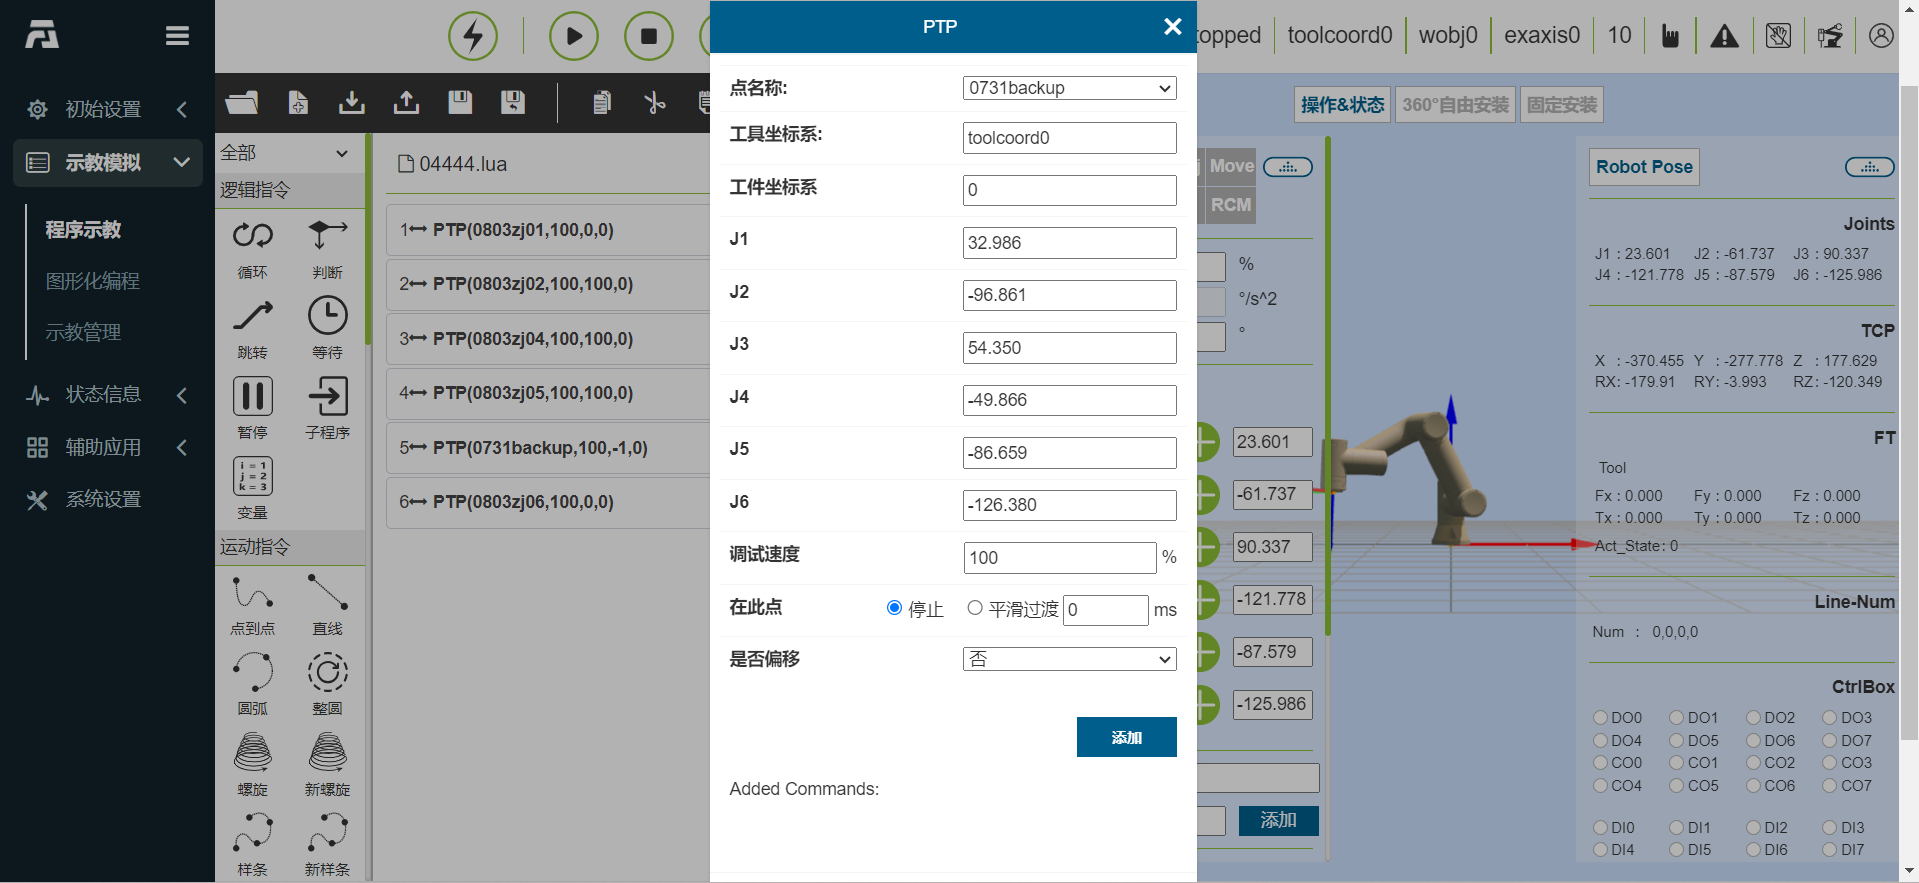 PTP
toolcoord0
wobj0
exaxis0
10
初始设置
示教模拟
程序示教
图形化编程
示教管理
状态信息
辅助应用
系统设置
全部
逻辑指令
循环
判断
跳转
等待
暂停
子程序
i = 1
j = 2
k = 3
变量
运动指令
点到点
直线
圆弧
整圆
螺旋
新螺旋
样条
新样条
04444.lua
1 PTP(0803zj01,100,0,0)
2 PTP(0803zj02,100,100,0)
3 PTP(0803zj04,100,100,0)
4 PTP(0803zj05,100,100,0)
5 PTP(0731backup,100,-1,0)
6 PTP(0803zj06,100,0,0)
点名称: 0731backup
工具坐标系: toolcoord0
工件坐标系 0
J1 32.986
J2 -96.861
J3 54.350
J4 -49.866
J5 -86.659
J6 -126.380
调试速度 100 %
在此点 停止 平滑过渡 0 ms
是否偏移 否
添加
Added Commands:
操作&状态 360°自由安装 固定安装
Move
RCM
%
°/s^2
°
23.601
-61.737
90.337
-121.778
-87.579
-125.986
添加
Robot Pose
Joints
J1 : 23.601 J2 : -61.737 J3 : 90.337
J4 : -121.778 J5 : -87.579 J6 : -125.986
TCP
X : -370.455 Y : -277.778 Z : 177.629
RX: -179.91 RY: -3.993 RZ: -120.349
FT
Tool
Fx : 0.000 Fy : 0.000 Fz : 0.000
Tx : 0.000 Ty : 0.000 Tz : 0.000
Act_State: 0
Line-Num
Num : 0,0,0,0
CtrlBox
DO0 DO1 DO2 DO3
DO4 DO5 DO6 DO7
CO0 CO1 CO2 CO3
CO4 CO5 CO6 CO7
DI0 DI1 DI2 DI3
DI4 DI5 DI6 DI7